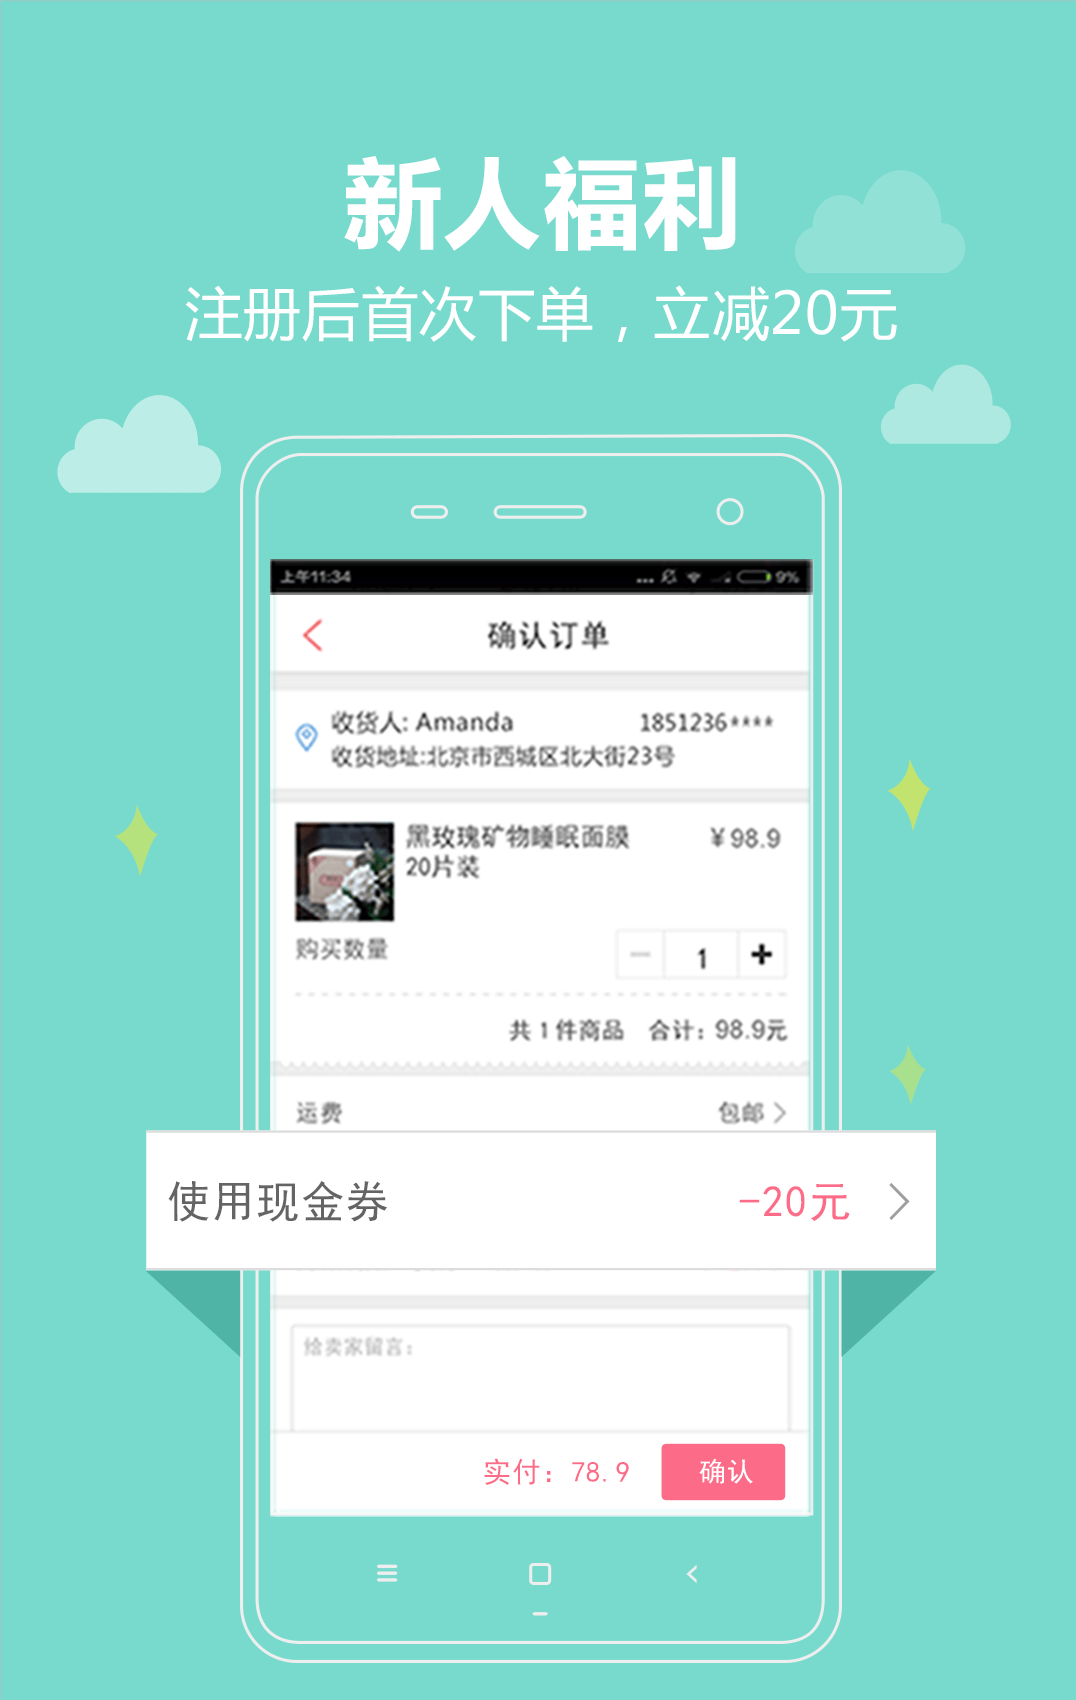 新人福利
注册后首次下单，立减20元
上午11:34 9%
确认订单
收货人: Amanda 1851236****
收货地址:北京市西城区北大街23号
黑玫瑰矿物睡眠面膜 ¥98.9
20片装
购买数量 1
共 1 件商品 合计：98.9元
运费 包邮
使用现金券 -20元
给卖家留言：
实付：78.9 确认